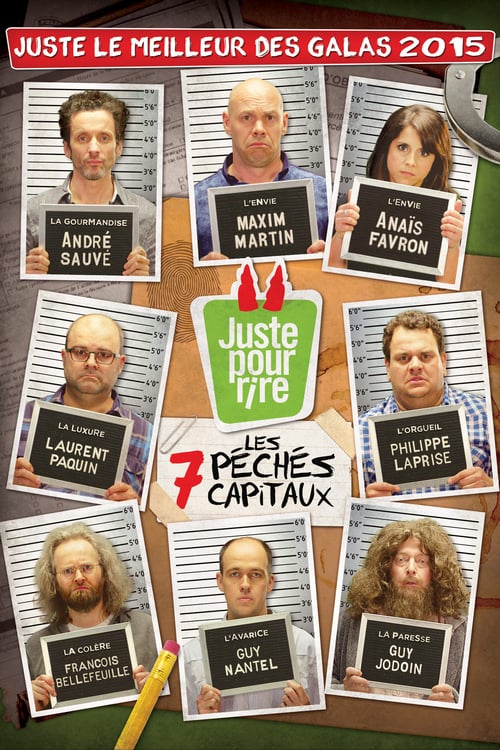 JUSTE LE MEILLEUR DES GALAS 2015
LA GOURMANDISE
ANDRÉ
SAUVÉ
L'ENVIE
MAXIM
MARTIN
L'ENVIE
ANAÏS
FAVRON
Juste
pour
rire
LA LUXURE
LAURENT
PAQUIN
L'ORGUEIL
PHILIPPE
LAPRISE
LES
7 PÉCHÉS
CAPITAUX
LA COLÈRE
FRANCOIS
BELLEFEUILLE
L'AVARICE
GUY
NANTEL
LA PARESSE
GUY
JODOIN